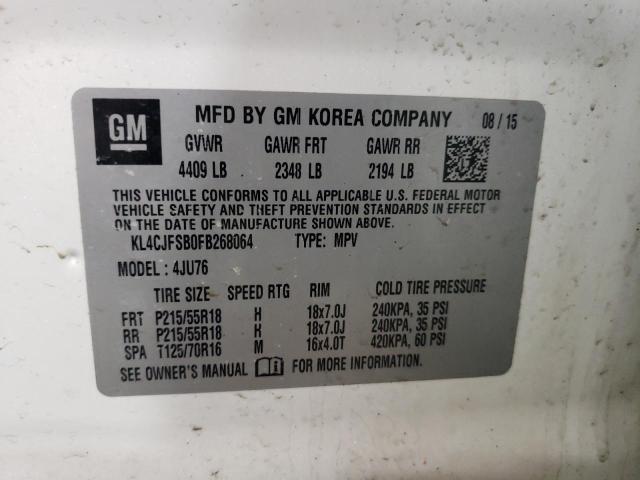 GM MFD BY GM KOREA COMPANY 08 / 15
GVWR GAWR FRT GAWR RR
4409 LB 2348 LB 2194 LB
THIS VEHICLE CONFORMS TO ALL APPLICABLE U.S. FEDERAL MOTOR
VEHICLE SAFETY AND THEFT PREVENTION STANDARDS IN EFFECT
ON THE DATE OF MANUFACTURE SHOWN ABOVE.
KL4CJFSB0FB268064 TYPE: MPV
MODEL : 4JU76
TIRE SIZE SPEED RTG RIM COLD TIRE PRESSURE
FRT P215/55R18 H 18x7.0J 240KPA, 35 PSI
RR P215/55R18 H 18x7.0J 240KPA, 35 PSI
SPA T125/70R16 M 16x4.0T 420KPA, 60 PSI
SEE OWNER'S MANUAL FOR MORE INFORMATION